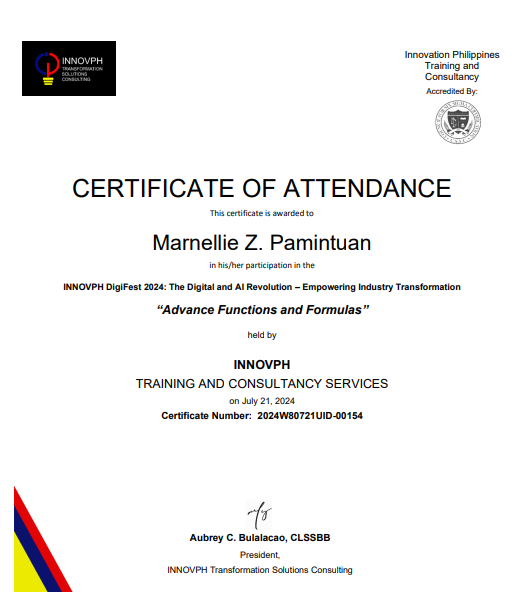 INNOVPH
TRANSFORMATION
SOLUTIONS
CONSULTING
Innovation Philippines
Training and
Consultancy
Accredited By:
CERTIFICATE OF ATTENDANCE
This certificate is awarded to
Marnellie Z. Pamintuan
in his/her participation in the
INNOVPH DigiFest 2024: The Digital and AI Revolution – Empowering Industry Transformation
“Advance Functions and Formulas”
held by
INNOVPH
TRAINING AND CONSULTANCY SERVICES
on July 21, 2024
Certificate Number: 2024W80721UID-00154
Aubrey C. Bulalacao, CLSSBB
President,
INNOVPH Transformation Solutions Consulting